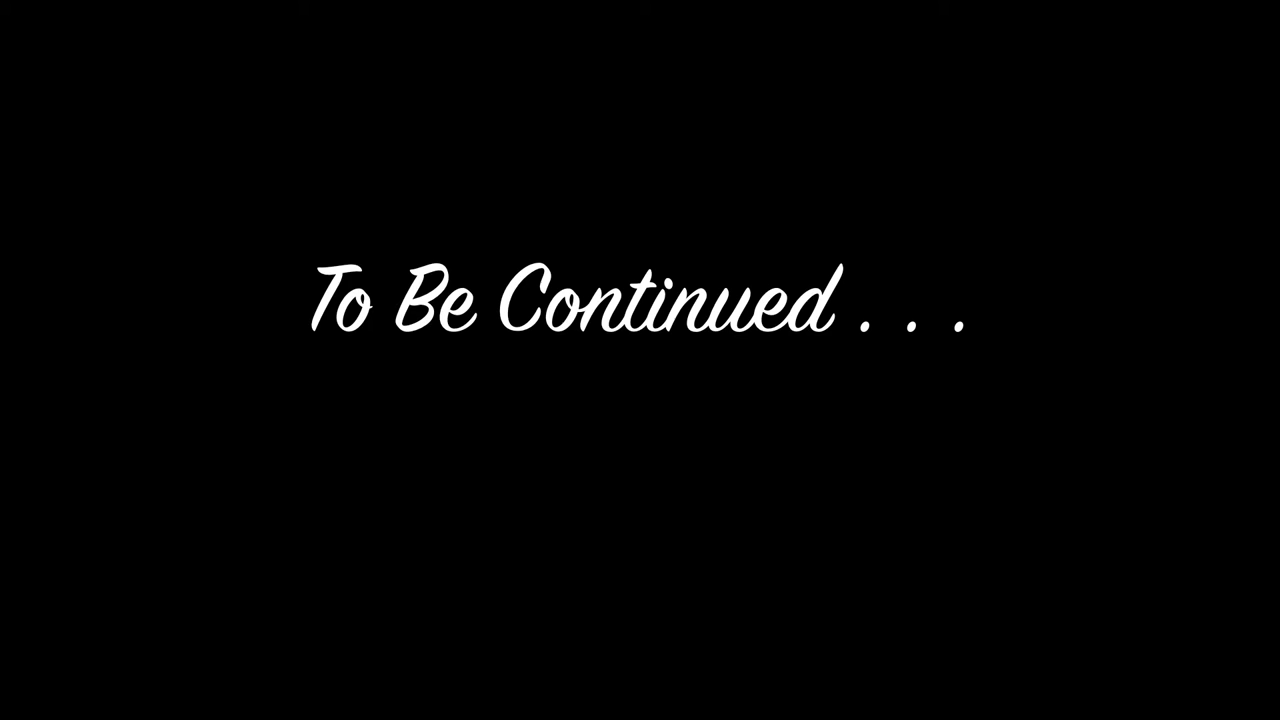 To Be Continued . . .